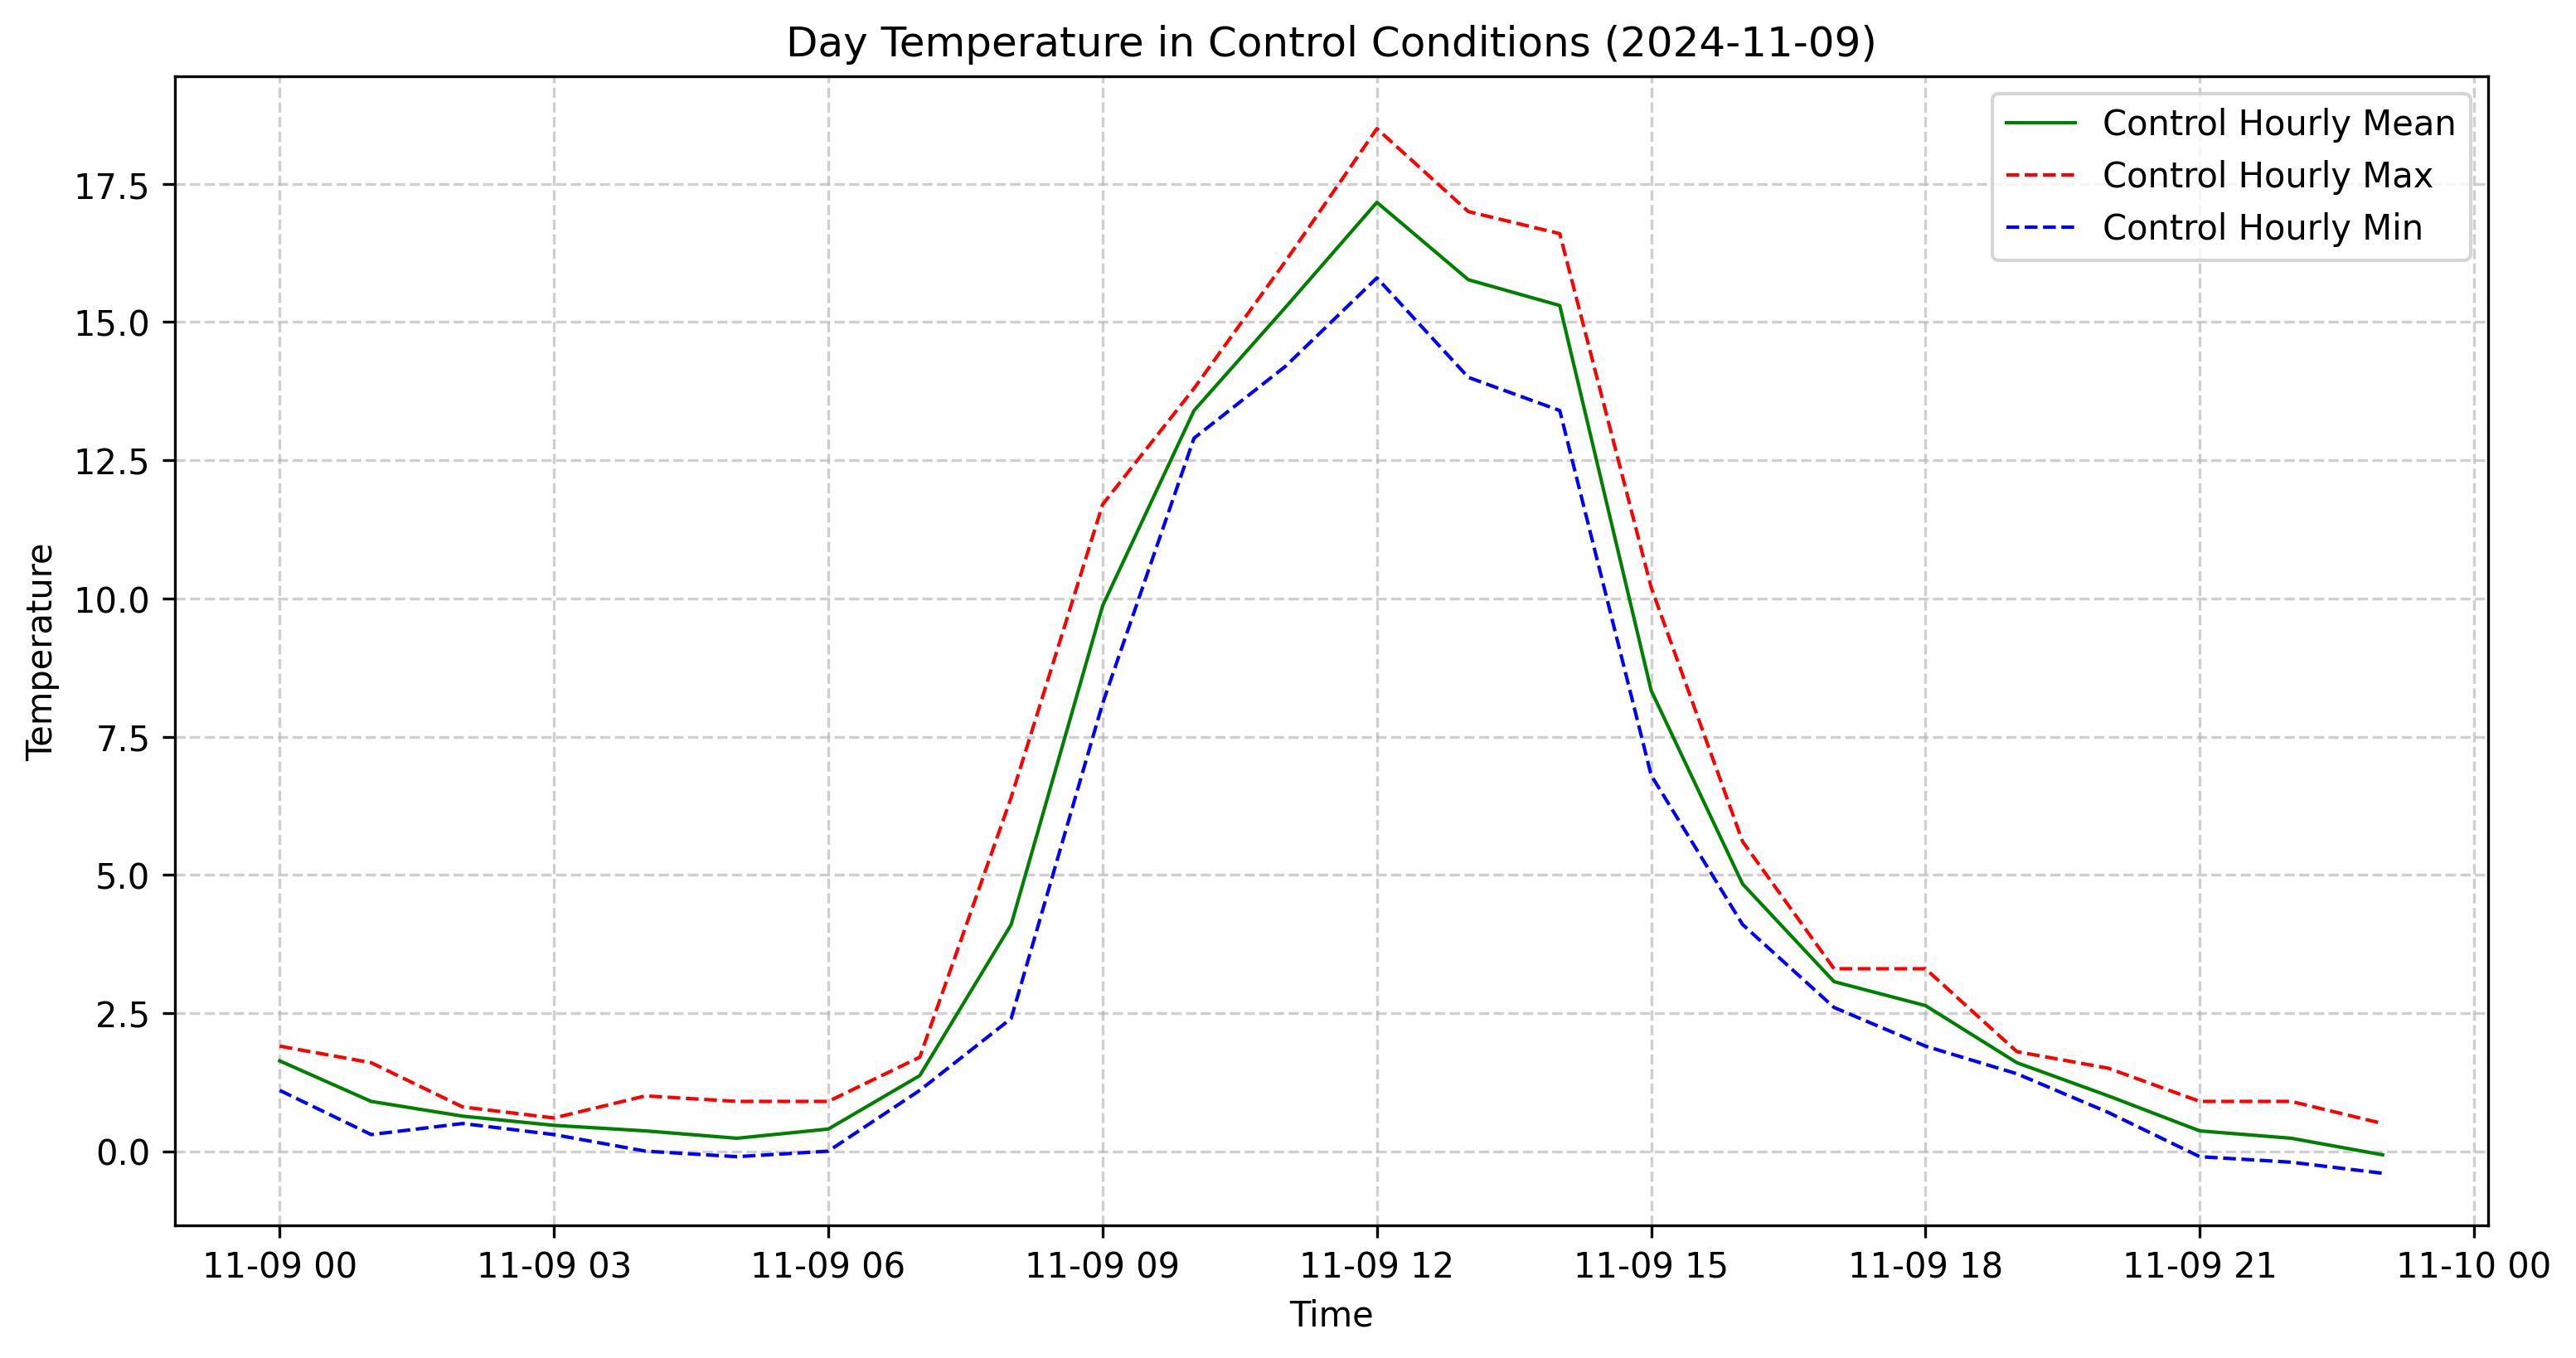 Day Temperature in Control Conditions (2024-11-09)
Control Hourly Mean
Control Hourly Max
Control Hourly Min
Temperature
17.5
15.0
12.5
10.0
7.5
5.0
2.5
0.0
11-09 00 11-09 03 11-09 06 11-09 09 11-09 12 11-09 15 11-09 18 11-09 21 11-10 00
Time